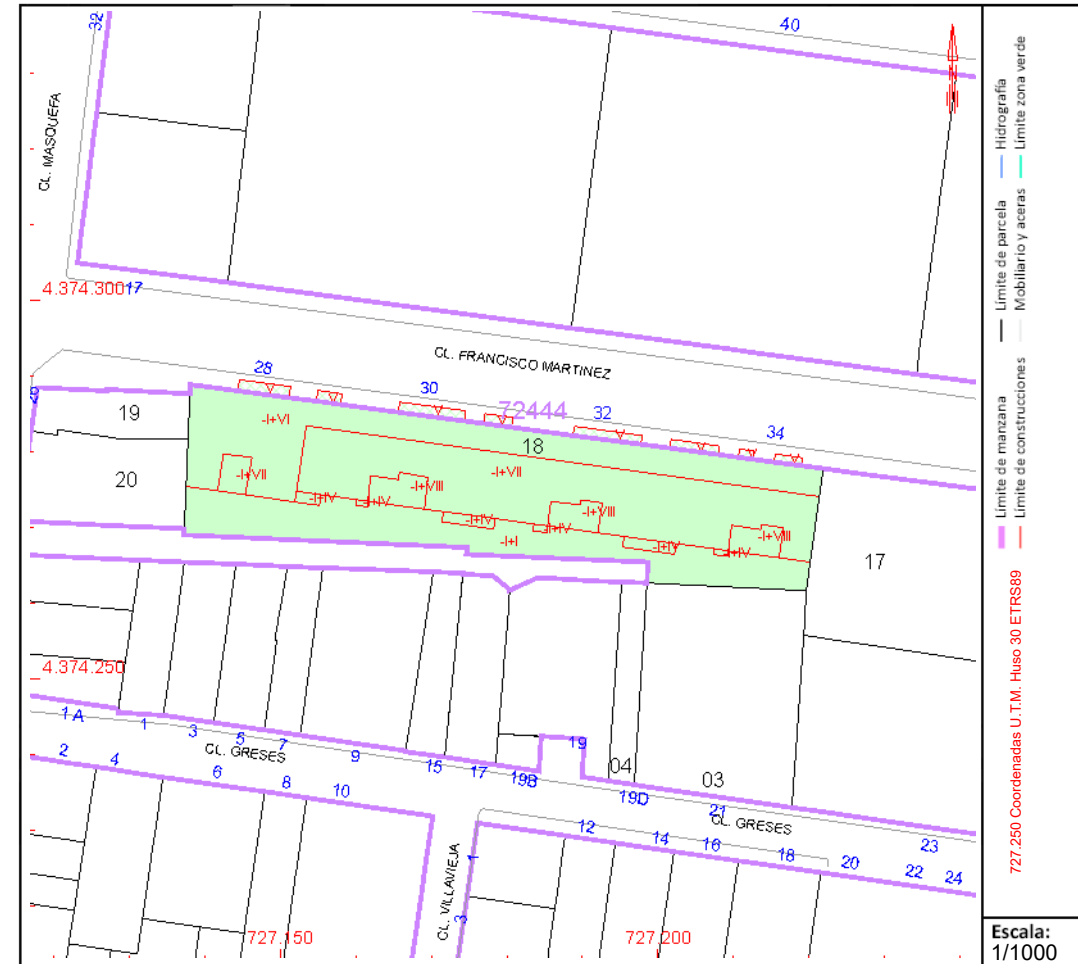 32
40
CL. MASQUEFA
4.374.300
17
CL. FRANCISCO MARTINEZ
28
30
72444
32
34
19
18
-I+VI
-I+VII
20
-I+VII
-I+VIII
-I+IV
-I+IV
-I+VIII
-I+IV
-I+IV
-I+VIII
-I+I
-I+IV
-I+IV
17
4.374.250
1A
1
3
5
7
9
15
17
19B
19
04
19D
03
21
23
CL. GRESES
CL. GRESES
2
4
6
8
10
12
14
16
18
20
22
24
CL. VILLAVIEJA
1
3
727.150
727.200
Hidrografía
Límite zona verde
Límite de parcela
Mobiliario y aceras
Límite de manzana
Límite de construcciones
727.250 Coordenadas U.T.M. Huso 30 ETRS89
Escala:
1/1000